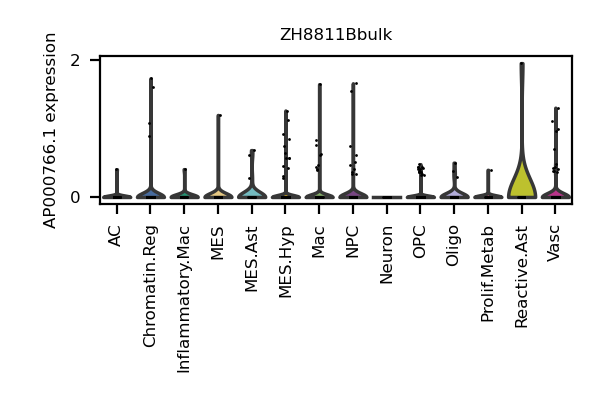 ZH8811Bbulk
AP000766.1 expression
2
0
AC
Chromatin.Reg
Inflammatory.Mac
MES
MES.Ast
MES.Hyp
Mac
NPC
Neuron
OPC
Oligo
Prolif.Metab
Reactive.Ast
Vasc